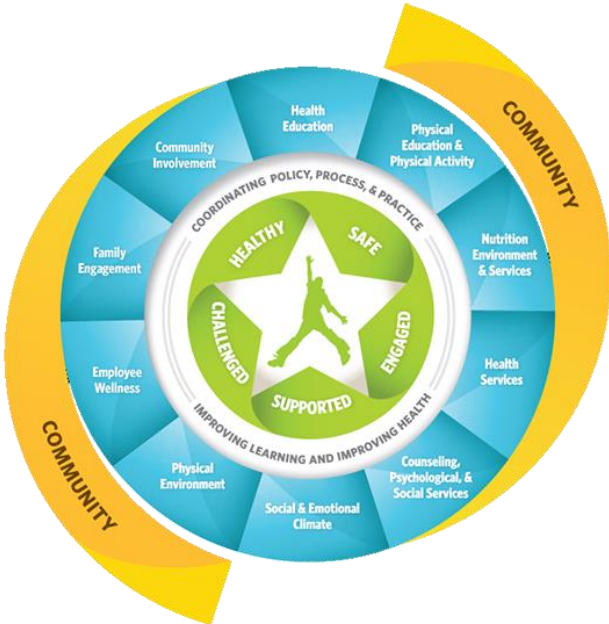 COMMUNITY
Health
Education
Physical
Education &
Physical Activity
Nutrition
Environment
& Services
Health
Services
Counseling,
Psychological, &
Social Services
Social & Emotional
Climate
Physical
Environment
Employee
Wellness
Family
Engagement
Community
Involvement
COORDINATING POLICY, PROCESS, & PRACTICE
IMPROVING LEARNING AND IMPROVING HEALTH
HEALTHY
SAFE
ENGAGED
SUPPORTED
CHALLENGED
COMMUNITY